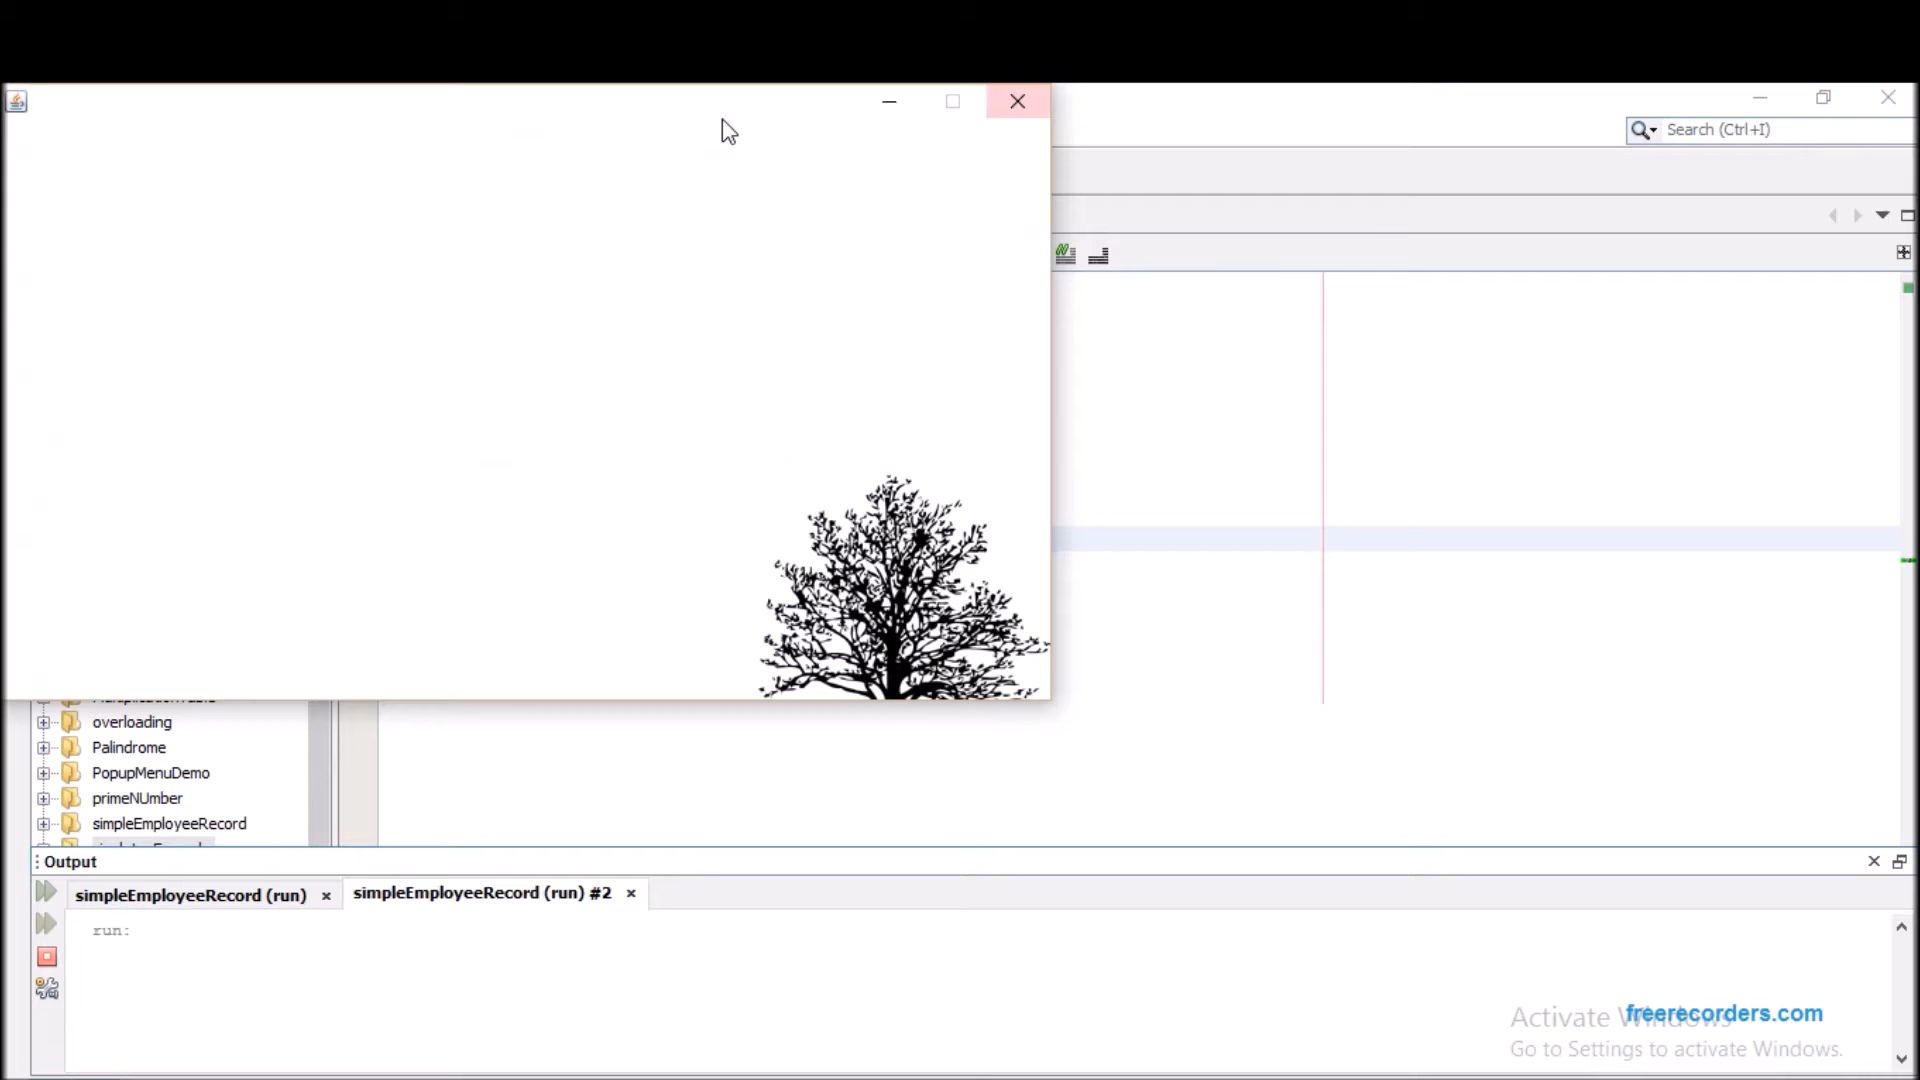 Search (Ctrl+I)
overloading
Palindrome
PopupMenuDemo
primeNUmber
simpleEmployeeRecord
Output
simpleEmployeeRecord (run)
simpleEmployeeRecord (run) #2
run:
Activate Windows
freerecorders.com
Go to Settings to activate Windows.